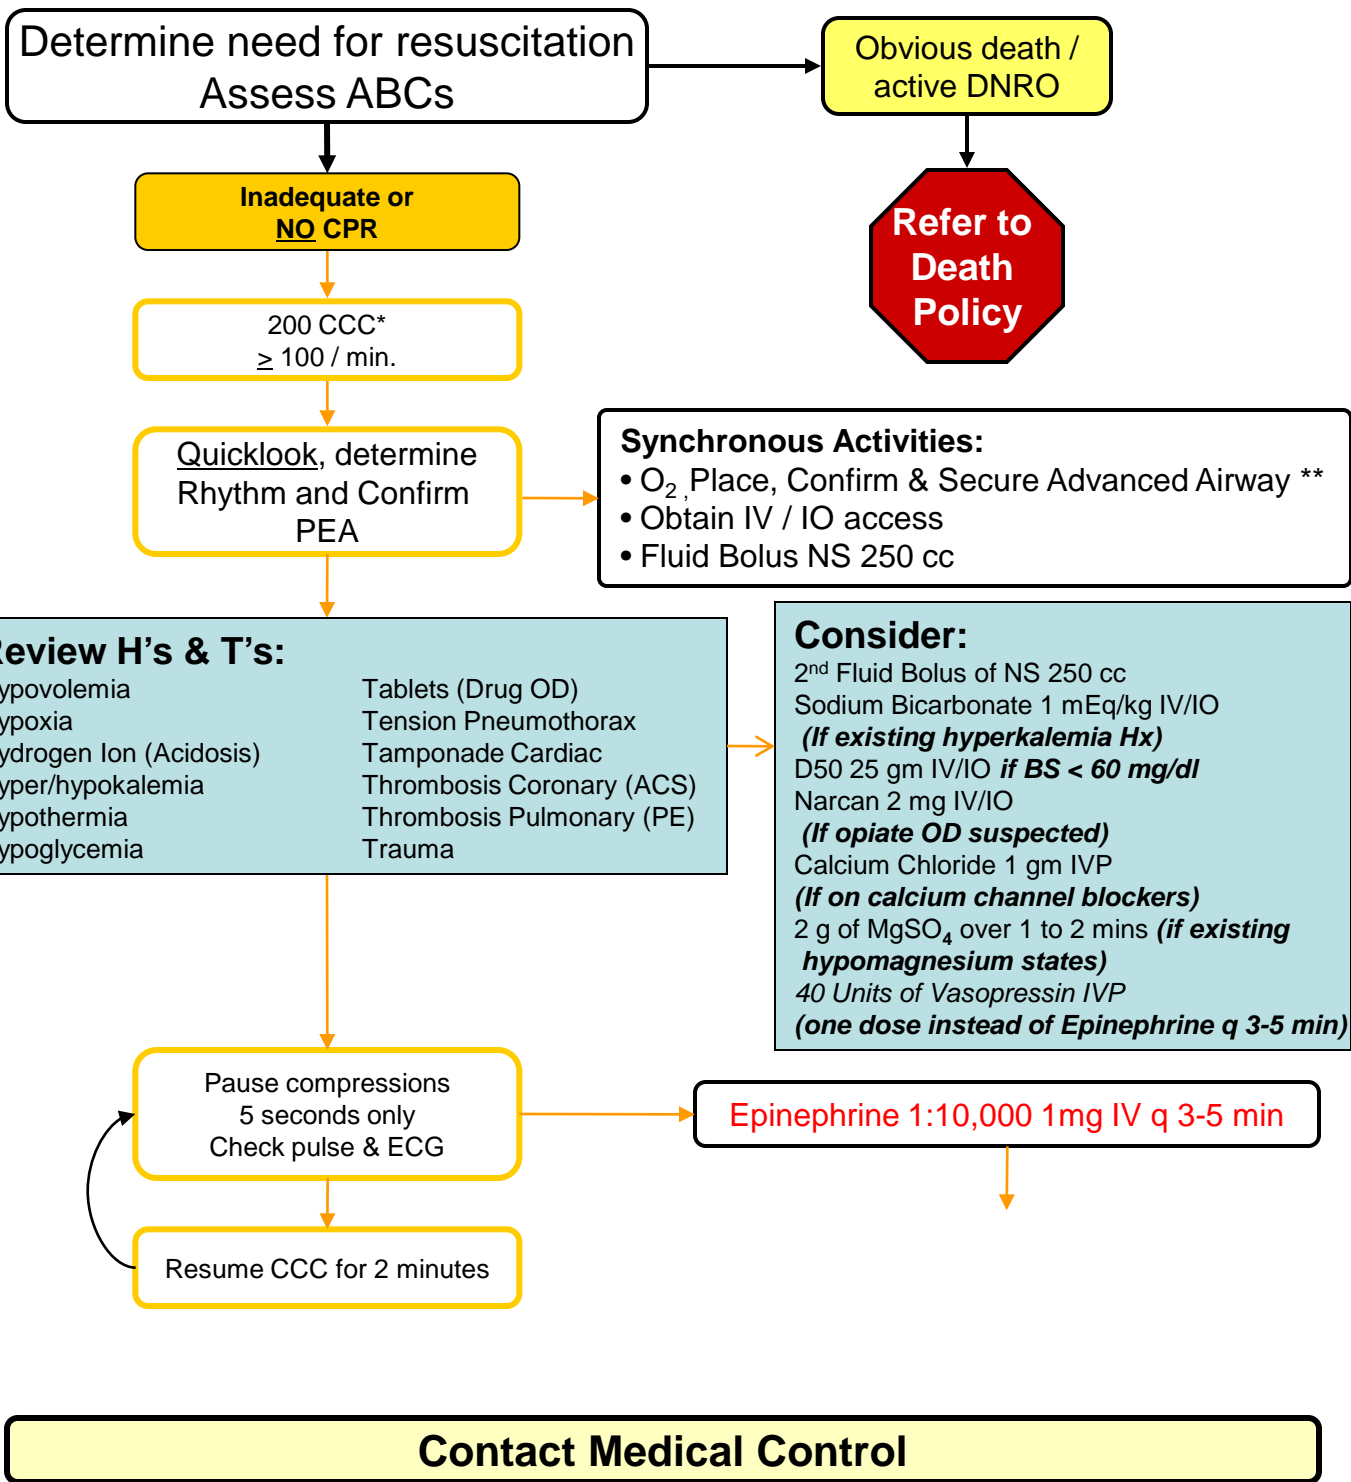 Determine need for resuscitation
Assess ABCs
Obvious death /
active DNRO
Inadequate or
NO CPR
Refer to
Death
Policy
200 CCC*
≥ 100 / min.
Quicklook, determine
Rhythm and Confirm
PEA
Synchronous Activities:
• O2, Place, Confirm & Secure Advanced Airway **
• Obtain IV / IO access
• Fluid Bolus NS 250 cc
Review H's & T's:
ypovolemia
ypoxia
ydrogen Ion (Acidosis)
yper/hypokalemia
ypothermia
ypoglycemia
Tablets (Drug OD)
Tension Pneumothorax
Tamponade Cardiac
Thrombosis Coronary (ACS)
Thrombosis Pulmonary (PE)
Trauma
Consider:
2nd Fluid Bolus of NS 250 cc
Sodium Bicarbonate 1 mEq/kg IV/IO
(If existing hyperkalemia Hx)
D50 25 gm IV/IO if BS < 60 mg/dl
Narcan 2 mg IV/IO
(If opiate OD suspected)
Calcium Chloride 1 gm IVP
(If on calcium channel blockers)
2 g of MgSO4 over 1 to 2 mins (if existing
hypomagnesium states)
40 Units of Vasopressin IVP
(one dose instead of Epinephrine q 3-5 min)
Pause compressions
5 seconds only
Check pulse & ECG
Epinephrine 1:10,000 1mg IV q 3-5 min
Resume CCC for 2 minutes
Contact Medical Control